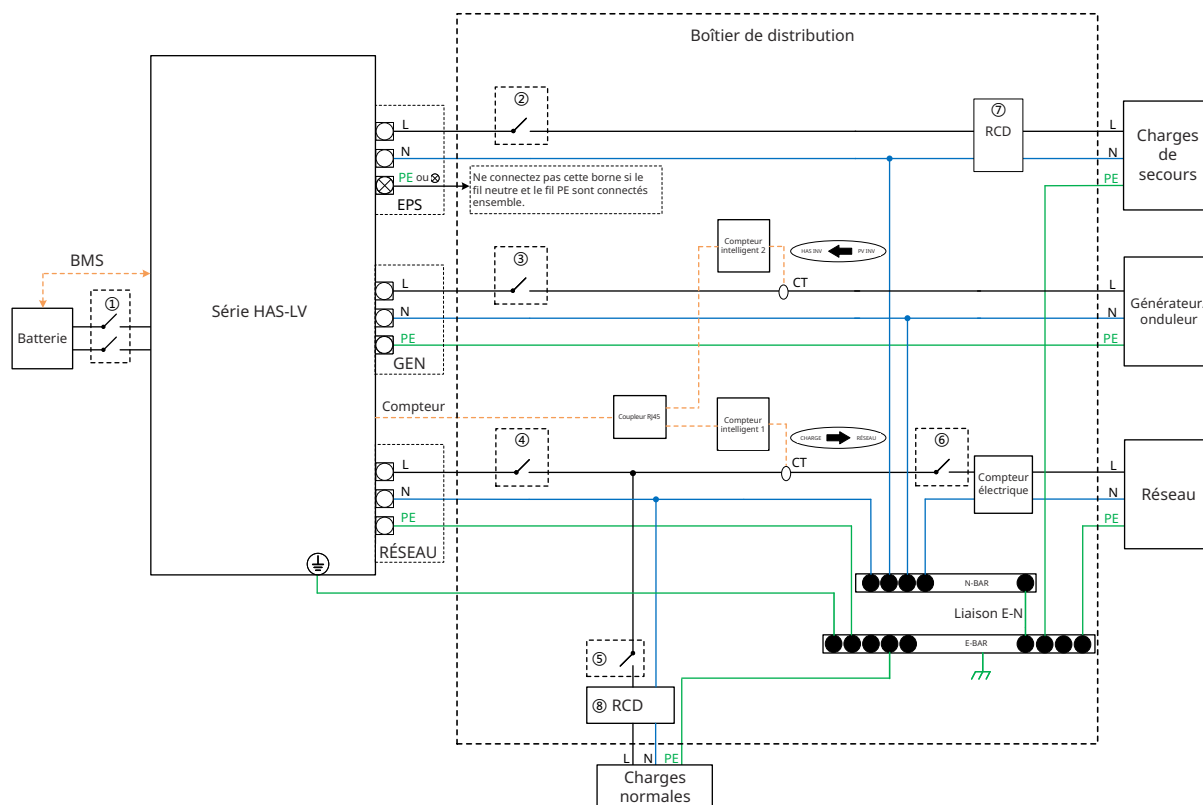 Boîtier de distribution
②
⑦
RCD
L
N
PE ou ⊗
EPS
Ne connectez pas cette borne si le
fil neutre et le fil PE sont connectés
ensemble.
L
N
PE
Charges
de
secours
BMS
①
Batterie
Série HAS-LV
③
Compteur
intelligent 2
HAS INV
PV INV
CT
L
N
PE
GEN
L
N
PE
Générateur/
onduleur
Compteur
Coupleur RJ45
Compteur
intelligent 1
CHARGE
RÉSEAU
CT
④
⑥
L
N
PE
RÉSEAU
Compteur
électrique
L
N
PE
Réseau
N-BAR
Liaison E-N
E-BAR
⑤
⑧ RCD
L
N
PE
Charges
normales